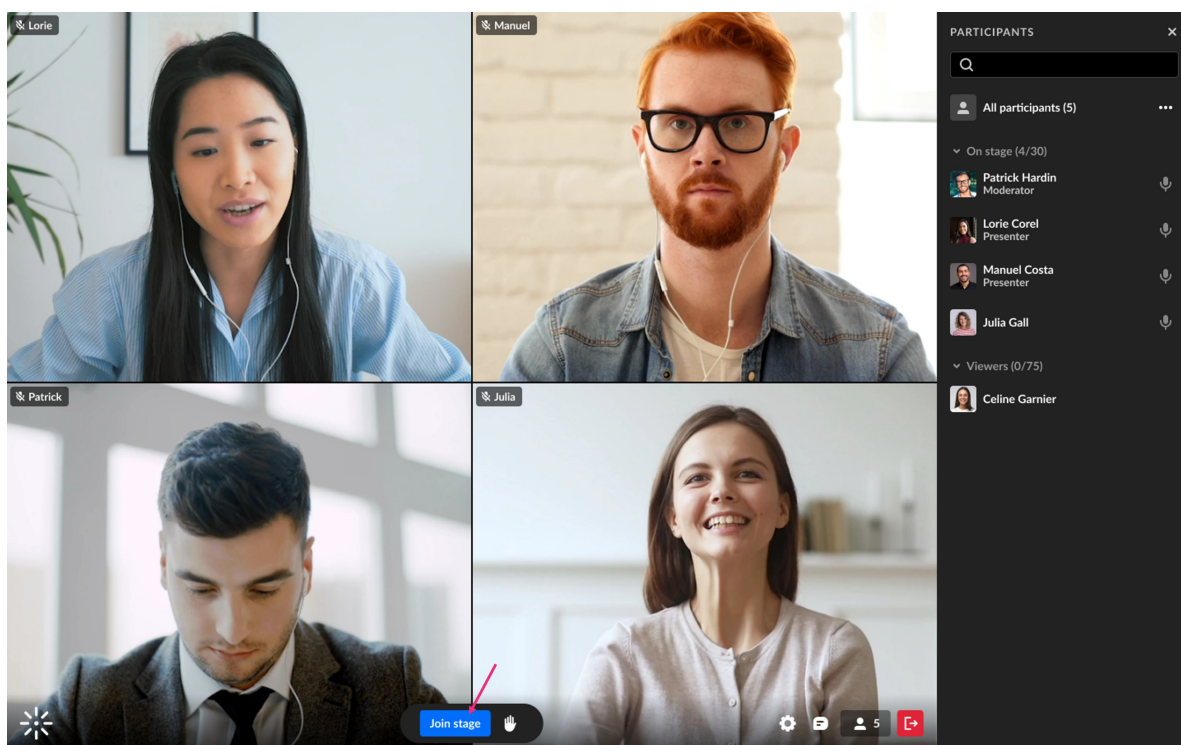 Lorie
Manuel
Patrick
Julia
Join stage
5
PARTICIPANTS
All participants (5)
On stage (4/30)
Patrick Hardin
Moderator
Lorie Corel
Presenter
Manuel Costa
Presenter
Julia Gall
Viewers (0/75)
Celine Garnier